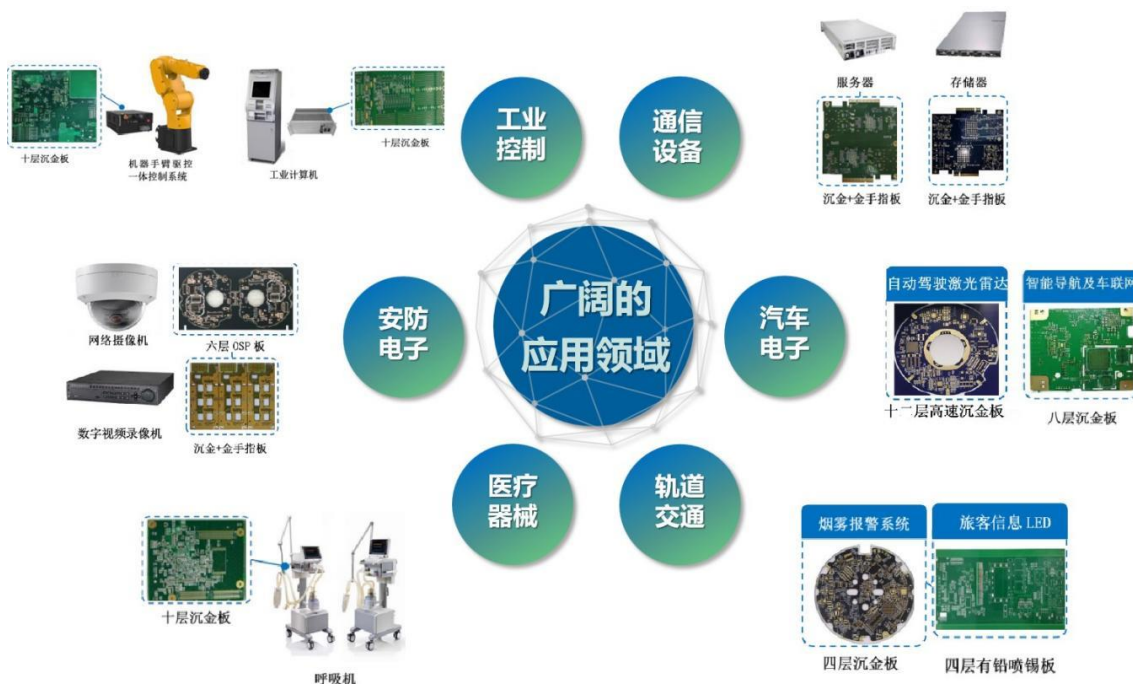 服务器
存储器
十层沉金板
机器手臂驱控
一体控制系统
工业计算机
十层沉金板
工业
控制
通信
设备
沉金+金手指板
沉金+金手指板
网络摄像机
六层 OSP 板
数字视频录像机
沉金+金手指板
安防
电子
广阔的
应用领域
汽车
电子
自动驾驶激光雷达
智能导航及车联网
十二层高速沉金板
八层沉金板
医疗
器械
轨道
交通
十层沉金板
呼吸机
烟雾报警系统
旅客信息 LED
四层沉金板
四层有铅喷锡板